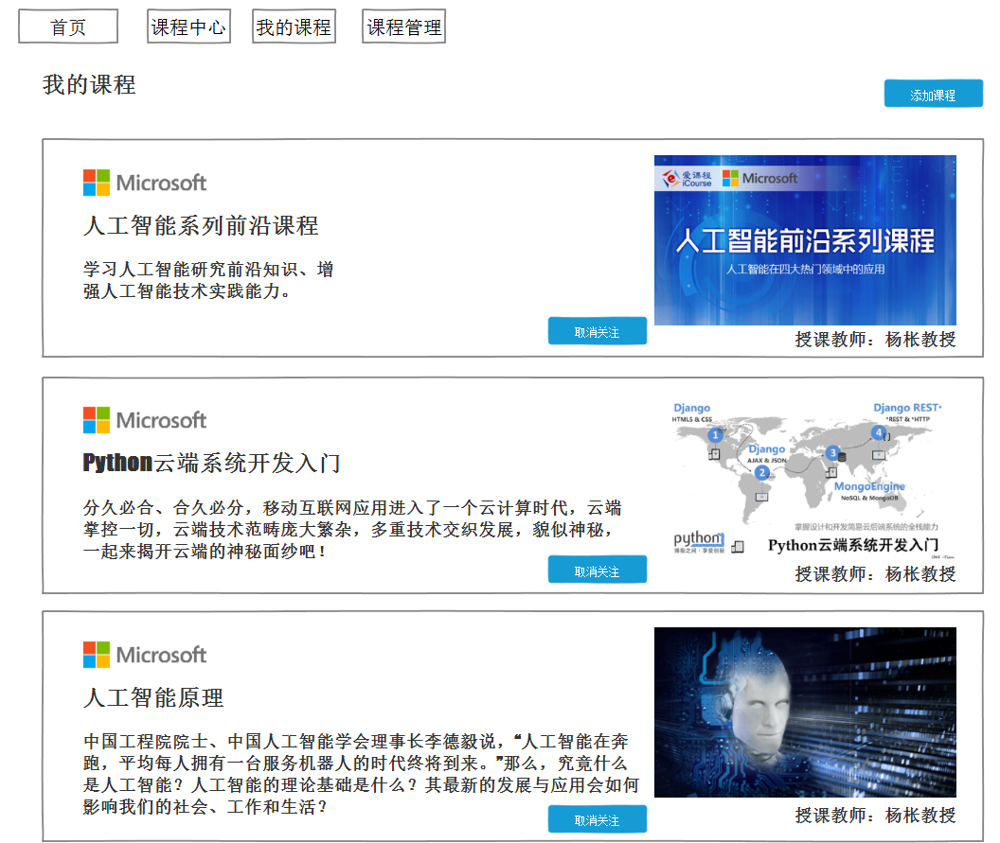 首页 课程中心 我的课程 课程管理
我的课程
添加课程
Microsoft
人工智能系列前沿课程
学习人工智能研究前沿知识、增
强人工智能技术实践能力。
取消关注
爱课程
iCourse
Microsoft
人工智能前沿系列课程
人工智能在四大热门领域中的应用
授课教师：杨枨教授
Microsoft
Python云端系统开发入门
分久必合、合久必分，移动互联网应用进入了一个云计算时代，云端
掌控一切，云端技术范畴庞大繁杂，多重技术交织发展，貌似神秘，
一起来揭开云端的神秘面纱吧！
取消关注
Django
HTML5 & CSS
Django REST
*REST & *HTTP
1
4
Django
AJAX & JSON
3
2
MongoEngine
NoSQL & MongoDB
掌握设计和开发简易云后端系统的全栈能力
python
Python云端系统开发入门
授课教师：杨枨教授
Microsoft
人工智能原理
中国工程院院士、中国人工智能学会理事长李德毅说，“人工智能在奔
跑，平均每人拥有一台服务机器人的时代终将到来。”那么，究竟什么
是人工智能？人工智能的理论基础是什么？其最新的发展与应用会如何
影响我们的社会、工作和生活？
取消关注
授课教师：杨枨教授